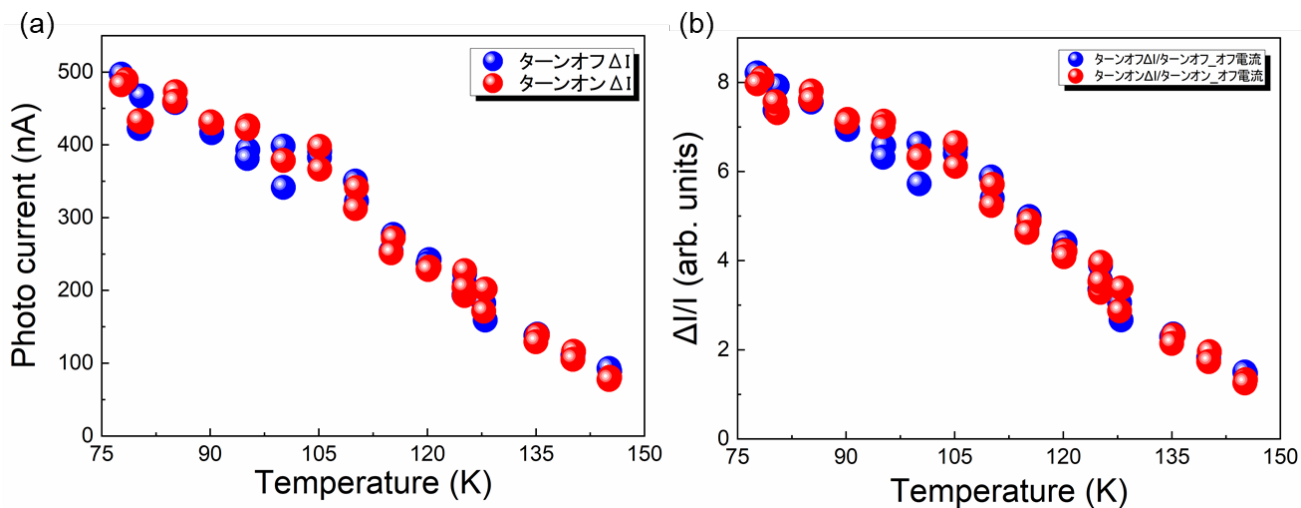 (a)
ターンオフΔI
ターンオンΔI
Photo current (nA)
500
400
300
200
100
0
75 90 105 120 135 150
Temperature (K)
(b)
ターンオフΔI/ターンオフ_オフ電流
ターンオンΔI/ターンオン_オフ電流
ΔI/I (arb. units)
8
6
4
2
0
75 90 105 120 135 150
Temperature (K)